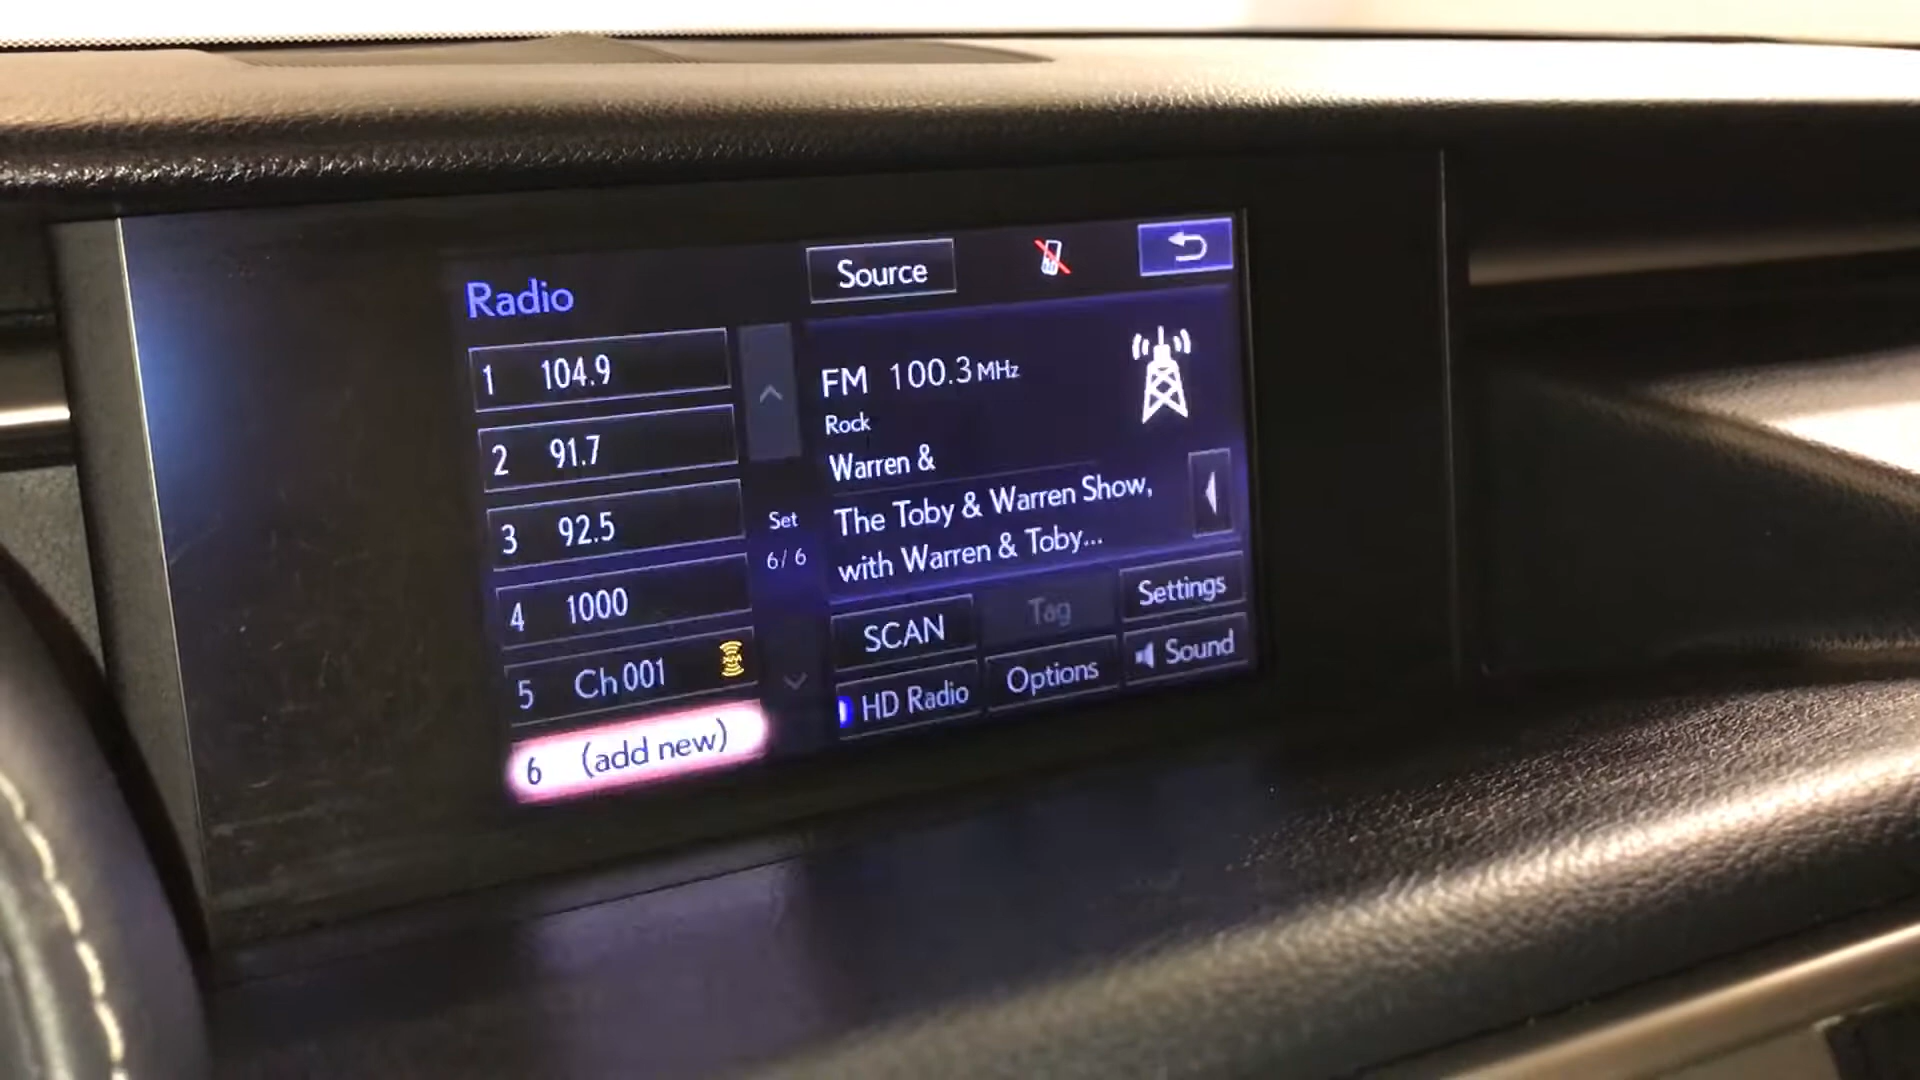 Radio
Source
1 104.9
2 91.7
3 92.5
4 1000
5 Ch 001
6 (add new)
Set
6/6
FM 100.3 MHz
Rock
Warren &
The Toby & Warren Show,
with Warren & Toby...
SCAN
Tag
Settings
HD Radio
Options
Sound